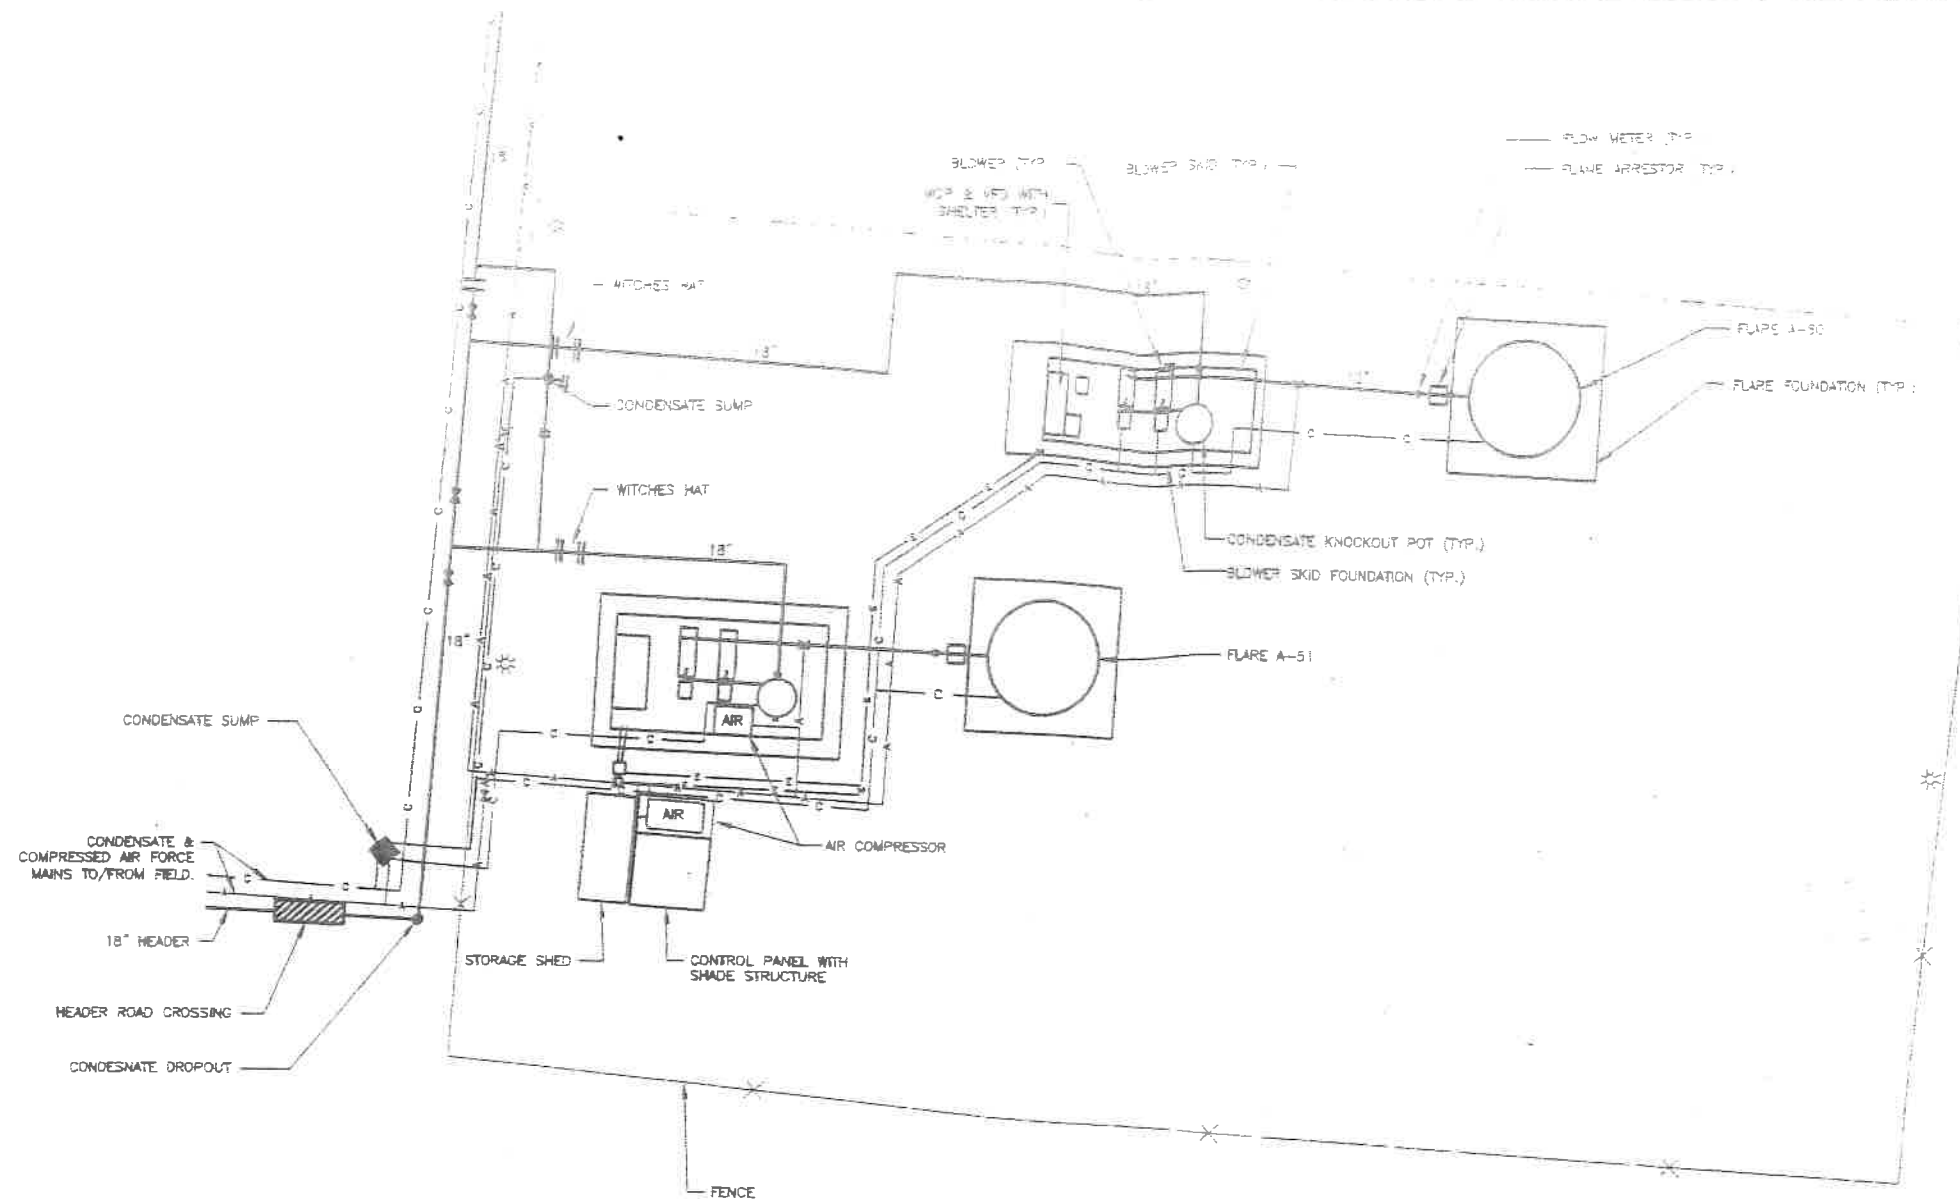 FLOW METER (TYP.
FLAME ARRESTOR (TYP.)
BLOWER (TYP.
BLOWER SKID (TYP.)
MCP & VFD WITH
SHELTER (TYP.)
WITCHES HAT
18"
18"
FLARE A-50
FLARE FOUNDATION (TYP.)
CONDENSATE SUMP
WITCHES HAT
18"
CONDENSATE KNOCKOUT POT (TYP.)
BLOWER SKID FOUNDATION (TYP.)
18"
FLARE A-51
CONDENSATE SUMP
AIR
AIR
AIR COMPRESSOR
CONDENSATE &
COMPRESSED AIR FORCE
MAINS TO/FROM FIELD.
18" HEADER
STORAGE SHED
CONTROL PANEL WITH
SHADE STRUCTURE
HEADER ROAD CROSSING
CONDESNATE DROPOUT
FENCE